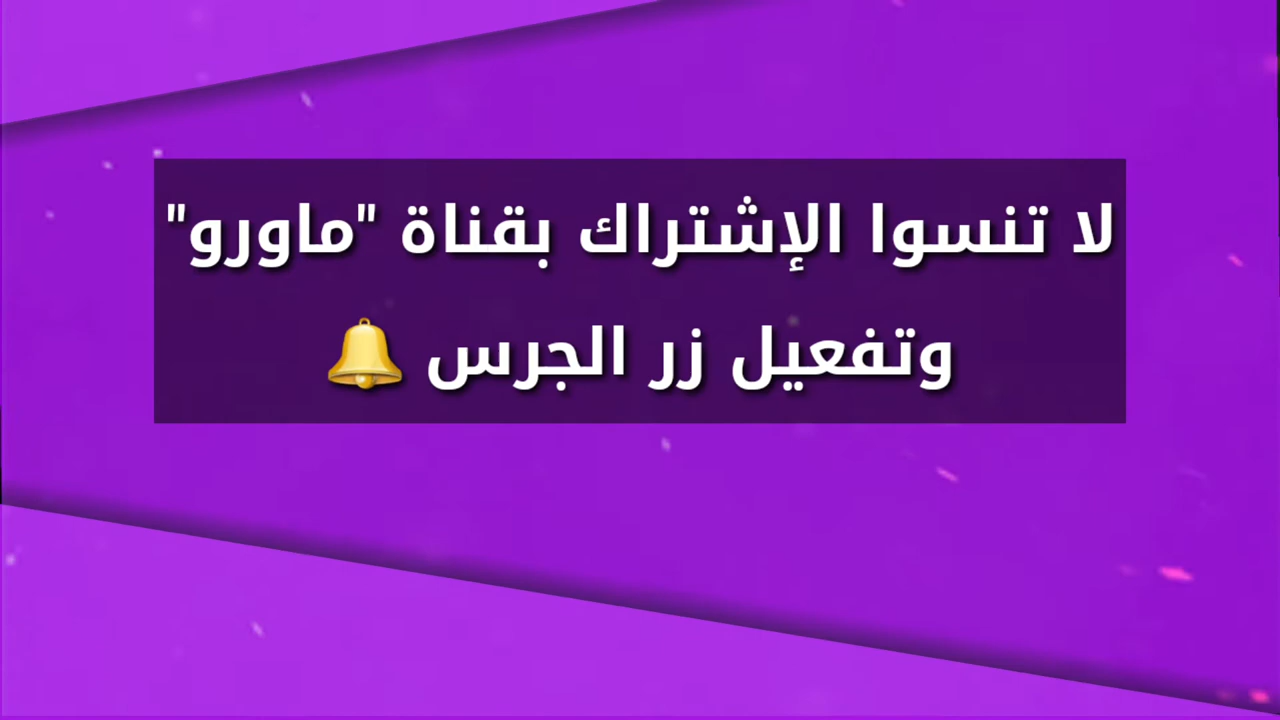 لا تنسوا الإشتراك بقناة "ماورو"
وتفعيل زر الجرس 🔔